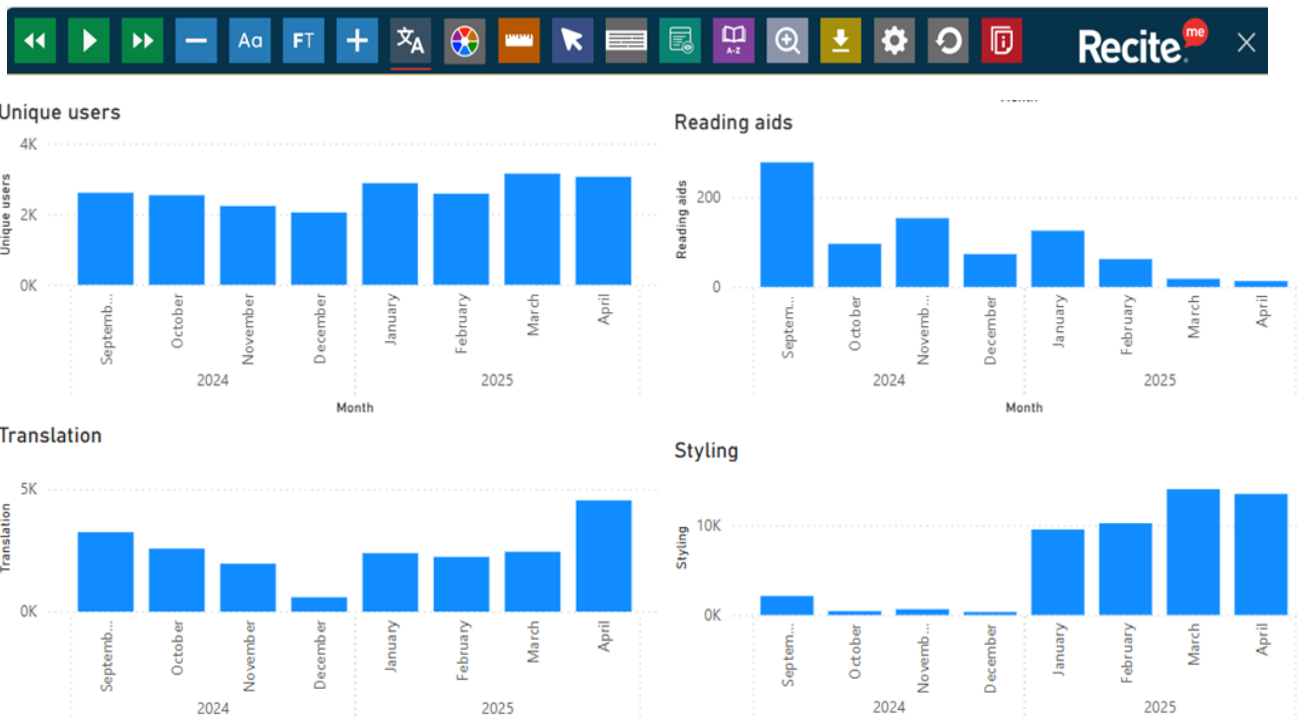 Aa FT 文A A-Z Recite me
Unique users
4K
2K
0K
Unique users
Septemb...
October
November
December
January
February
March
April
2024
2025
Month
Month
Reading aids
200
0
Reading aids
Septem...
October
Novemb...
December
January
February
March
April
2024
2025
Month
Translation
5K
0K
Translation
Septemb...
October
November
December
January
February
March
April
2024
2025
Styling
10K
0K
Styling
Septem...
October
Novemb...
December
January
February
March
April
2024
2025